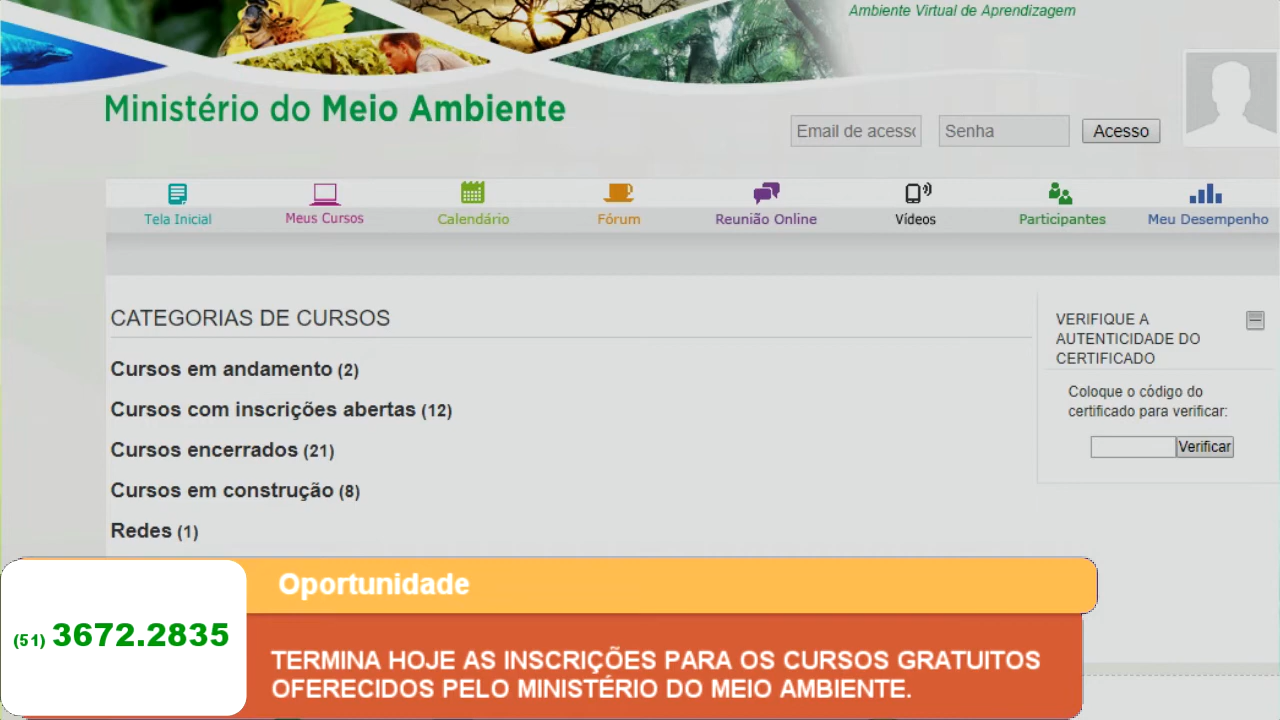 Ambiente Virtual de Aprendizagem
Ministério do Meio Ambiente
Email de acesso
Senha
Acesso
Tela Inicial
Meus Cursos
Calendário
Fórum
Reunião Online
Vídeos
Participantes
Meu Desempenho
CATEGORIAS DE CURSOS
Cursos em andamento (2)
Cursos com inscrições abertas (12)
Cursos encerrados (21)
Cursos em construção (8)
Redes (1)
VERIFIQUE A
AUTENTICIDADE DO
CERTIFICADO
Coloque o código do
certificado para verificar:
Verificar
Oportunidade
(51) 3672.2835
TERMINA HOJE AS INSCRIÇÕES PARA OS CURSOS GRATUITOS
OFERECIDOS PELO MINISTÉRIO DO MEIO AMBIENTE.